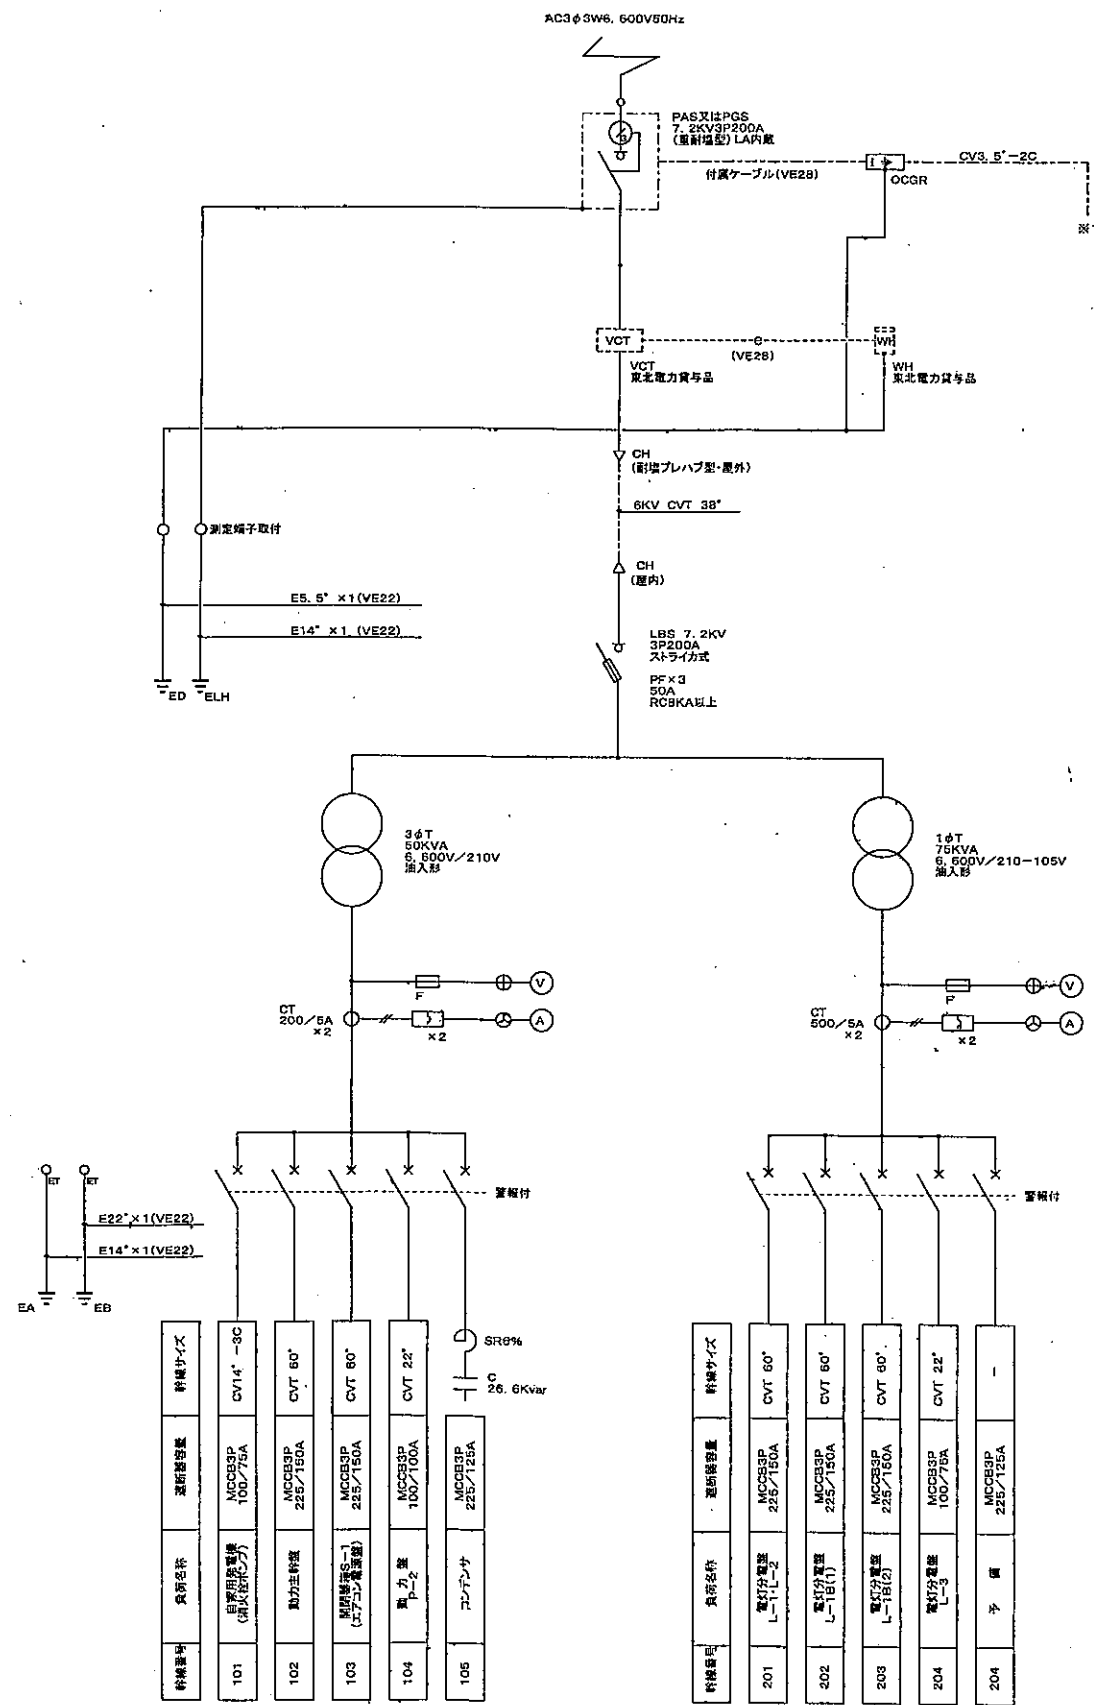 AC3φ3W6, 600V50Hz
PAS又はPGS
7. 2KV3P200A
(重耐塩型) LA内蔵
付属ケーブル(VE28)
I
OCGR
CV3. 5°-2C
※
VCT
(VE28)
WH
VCT
東北電力貸与品
WH
東北電力貸与品
CH
(耐塩プレハブ型・屋外)
6KV CVT 38°
CH
(屋内)
測定端子取付
E5. 5° ×1(VE22)
E14° ×1. (VE22)
ED
ELH
LBS 7. 2KV
3P200A
ストライカ式
PF×3
50A
RC8KA以上
3φT
50KVA
6, 600V/210V
油入形
1φT
75KVA
6, 600V/210-105V
油入形
F
V
CT
200/5A
×2
×2
A
F
V
CT
500/5A
×2
×2
A
警報付
警報付
ET
ET
E22°×1(VE22)
E14°×1(VE22)
EA
EB
SR6%
C
26. 6Kvar
幹線サイズ
CV14° -3C
CVT 60°
CVT 60°
CVT 22°
遮断器容量
MCCB3P
100/75A
MCCB3P
225/150A
MCCB3P
225/150A
MCCB3P
100/100A
MCCB3P
225/125A
負荷名称
自家用発電機
(消火栓ポンプ)
動力主幹盤
開閉器箱S-1
(エアコン電源盤)
動 力 盤
P-2
コンデンサ
幹線番号
101
102
103
104
105
幹線サイズ
CVT 60°
CVT 60°
CVT 60°
CVT 22°
-
遮断器容量
MCCB3P
225/150A
MCCB3P
225/150A
MCCB3P
225/150A
MCCB3P
100/75A
MCCB3P
225/125A
負荷名称
電灯分電盤
L-1・L-2
電灯分電盤
L-1B(1)
電灯分電盤
L-1B(2)
電灯分電盤
L-3
予 備
幹線番号
201
202
203
204
204